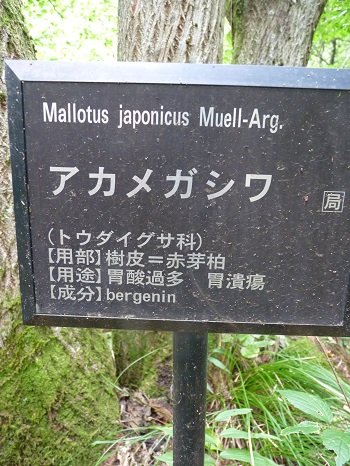 Mallotus japonicus Muell-Arg.
アカメガシワ
局
(トウダイグサ科)
【用部】樹皮=赤芽柏
【用途】胃酸過多 胃潰瘍
【成分】bergenin